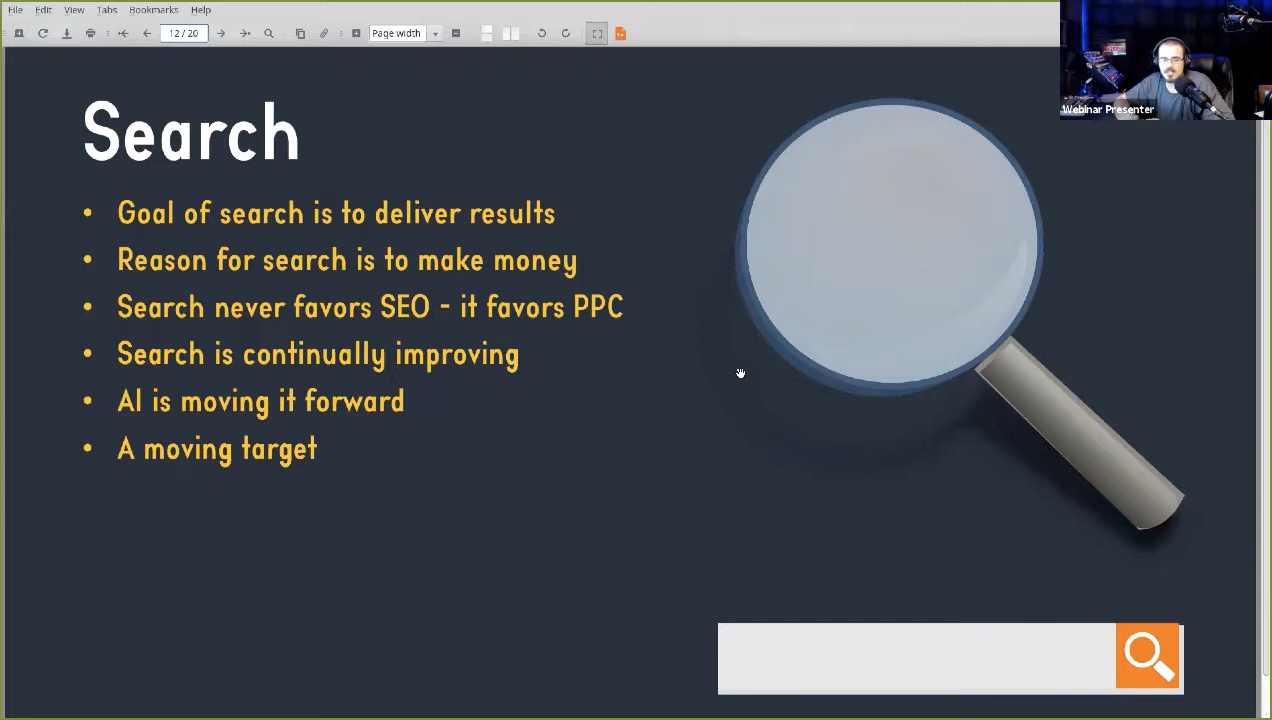 File Edit View Tabs Bookmarks Help
12 / 20 Page width
Webinar Presenter
Search
• Goal of search is to deliver results
• Reason for search is to make money
• Search never favors SEO - it favors PPC
• Search is continually improving
• AI is moving it forward
• A moving target